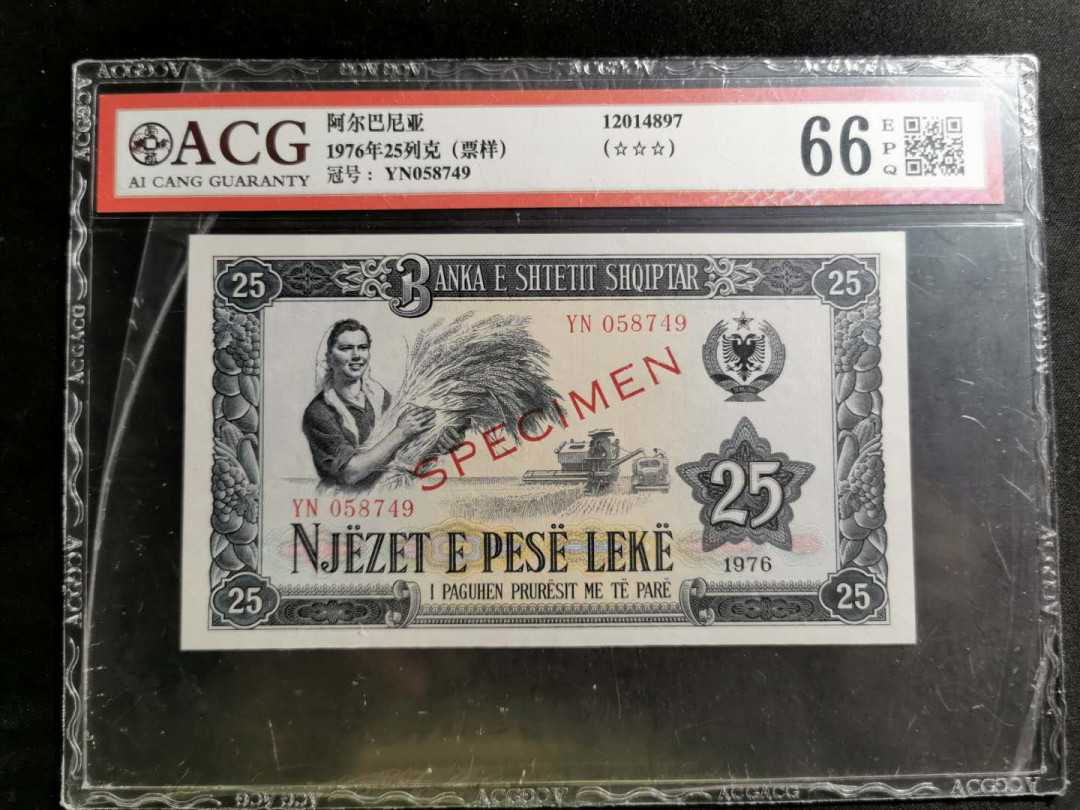 ACG
AI CANG GUARANTY
阿尔巴尼亚
1976年25列克（票样）
冠号：YN058749
12014897
(☆☆☆)
66
EPQ
25
BANKA E SHTETIT SHQIPTAR
25
YN 058749
SPECIMEN
25
YN 058749
NJËZET E PESË LEKË
1976
25
I PAGUHEN PRURËSIT ME TË PARË
25
ACGACG